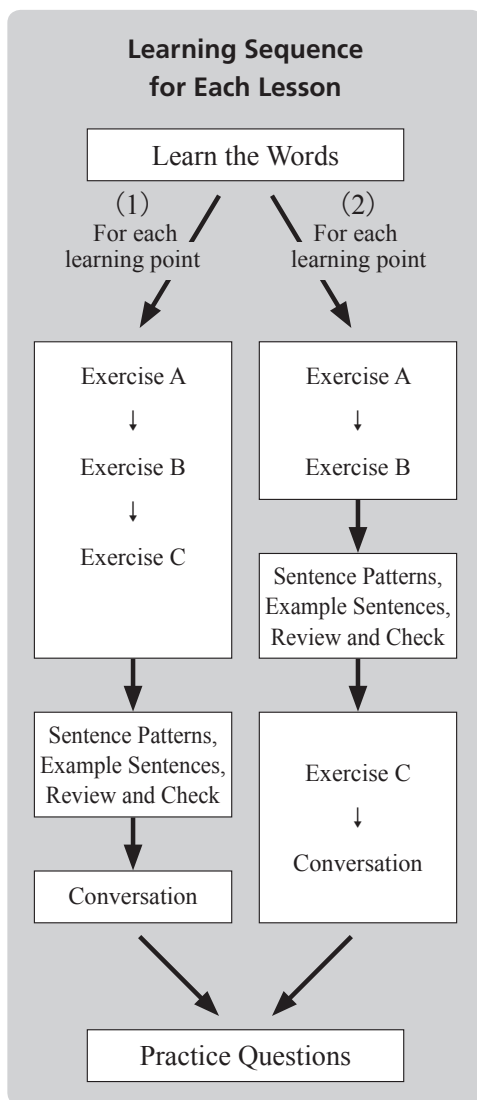 Learning Sequence
for Each Lesson
Learn the Words
(1)
For each
learning point
(2)
For each
learning point
Exercise A
↓
Exercise B
↓
Exercise C
Sentence Patterns,
Example Sentences,
Review and Check
Conversation
Exercise A
↓
Exercise B
Sentence Patterns,
Example Sentences,
Review and Check
Exercise C
↓
Conversation
Practice Questions